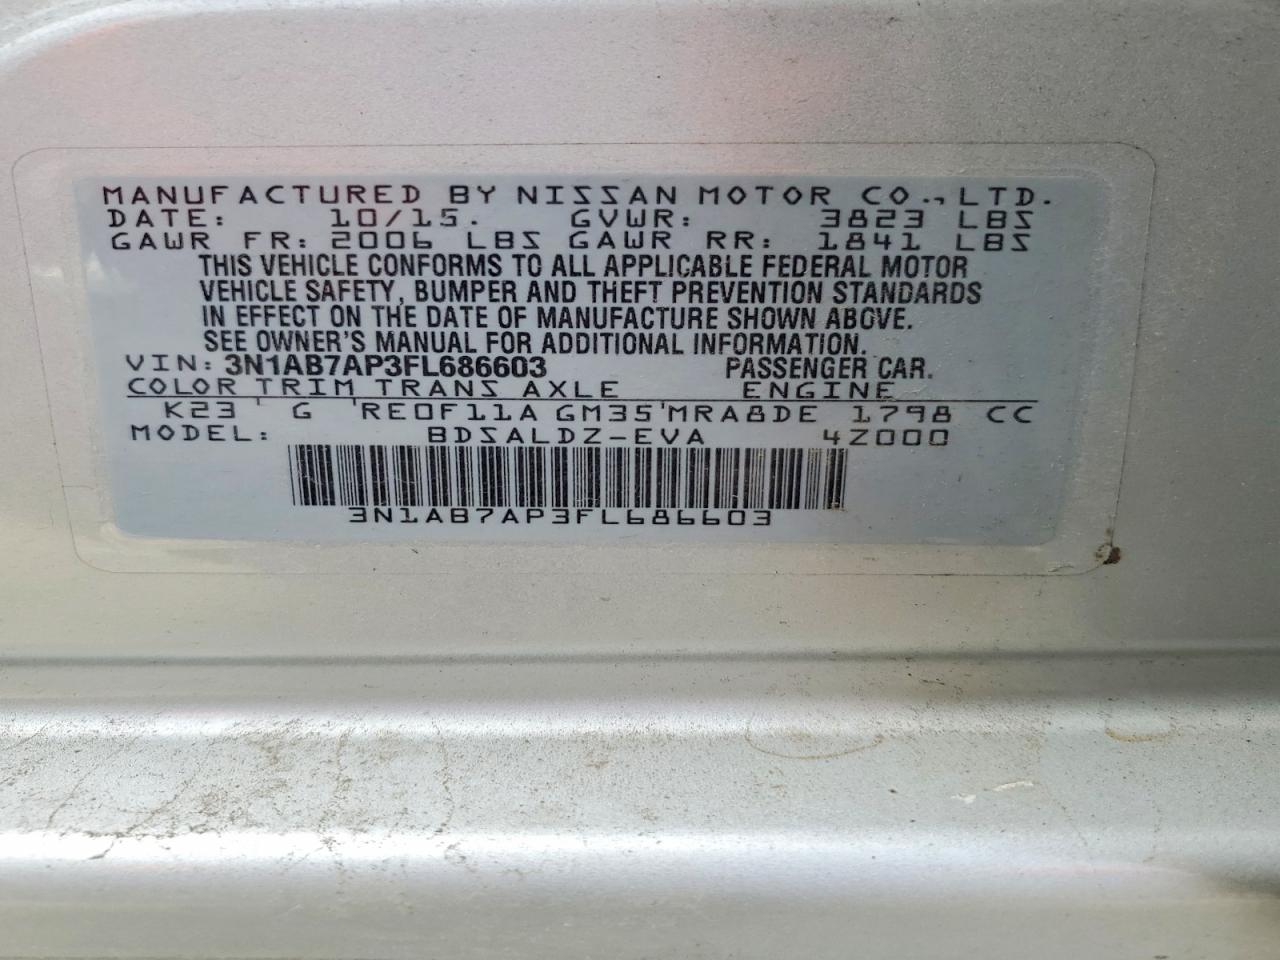 MANUFACTURED BY NISSAN MOTOR CO., LTD.
DATE: 10/15. GVWR: 3823 LBS
GAWR FR: 2006 LBS GAWR RR: 1841 LBS
THIS VEHICLE CONFORMS TO ALL APPLICABLE FEDERAL MOTOR
VEHICLE SAFETY, BUMPER AND THEFT PREVENTION STANDARDS
IN EFFECT ON THE DATE OF MANUFACTURE SHOWN ABOVE.
SEE OWNER'S MANUAL FOR ADDITIONAL INFORMATION.
VIN: 3N1AB7AP3FL686603 PASSENGER CAR.
COLOR TRIM TRANS AXLE ENGINE
K23 ' G 'RE0F11A GM35'MRA8DE 1798 CC
MODEL: BDSALDZ-EVA 4Z000
3N1AB7AP3FL686603